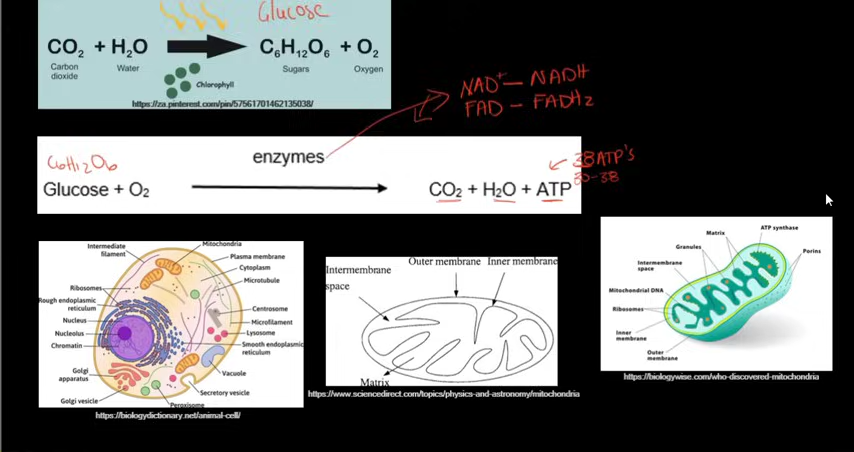 Glucose
CO2 + H2O C6H12O6 + O2
Carbon dioxide Water Sugars Oxygen
Chlorophyll
https://za.pinterest.com/pin/57561701462135038/
NAD+ — NADH
FAD — FADH2
C6H12O6
enzymes
38 ATP's
30-38
Glucose + O2 CO2 + H2O + ATP
Intermediate filament
Mitochondria
Plasma membrane
Cytoplasm
Microtubule
Ribosomes
Rough endoplasmic reticulum
Nucleus
Nucleolus
Chromatin
Golgi apparatus
Golgi vesicle
Centrosome
Microfilament
Lysosome
Smooth endoplasmic reticulum
Vacuole
Secretory vesicle
Peroxisome
https://biologydictionary.net/animal-cell/
Outer membrane Inner membrane
Intermembrane space
Matrix
https://www.sciencedirect.com/topics/physics-and-astronomy/mitochondria
ATP synthase
Matrix
Granules
Porins
Intermembrane space
Mitochondrial DNA
Ribosomes
Inner membrane
Outer membrane
https://biologywise.com/who-discovered-mitochondria